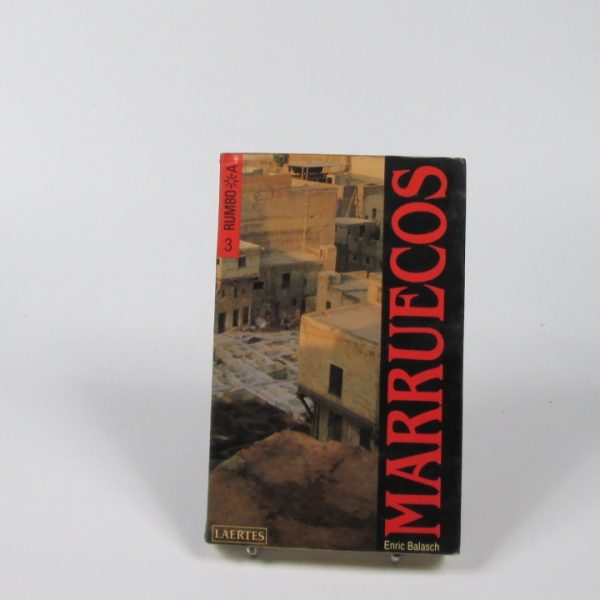 3 RUMBO A
MARRUECOS
Enric Balasch
LAERTES